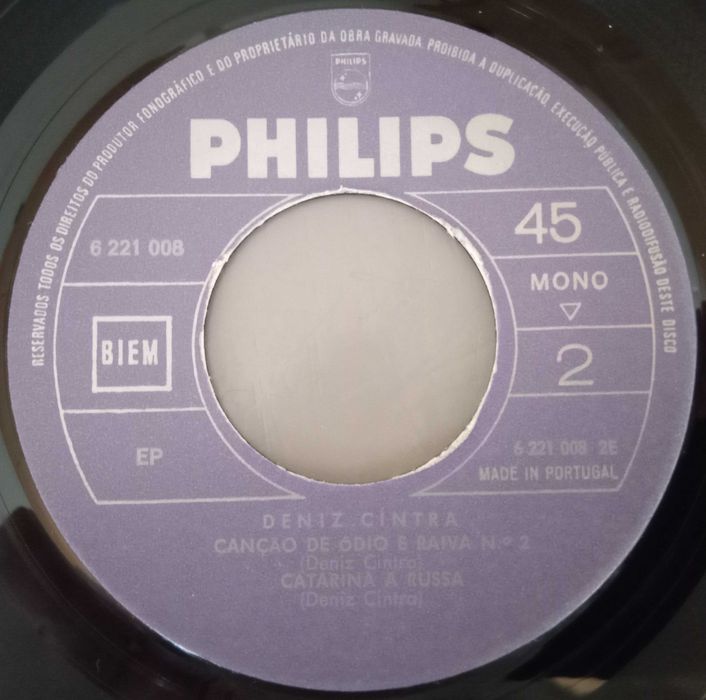 RESERVADOS TODOS OS DIREITOS DO PRODUTOR FONOGRÁFICO E DO PROPRIETÁRIO DA OBRA GRAVADA. PROIBIDA A DUPLICAÇÃO, EXECUÇÃO PÚBLICA E RADIODIFUSÃO DESTE DISCO
PHILIPS
PHILIPS
6 221 008
45
MONO
BIEM
2
EP
6 221 008 2E
MADE IN PORTUGAL
DENIZ CÍNTRA
CANÇÃO DE ÓDIO E RAIVA N.º 2
(Deniz Cintra)
CATARINA A RUSSA
(Deniz Cintra)